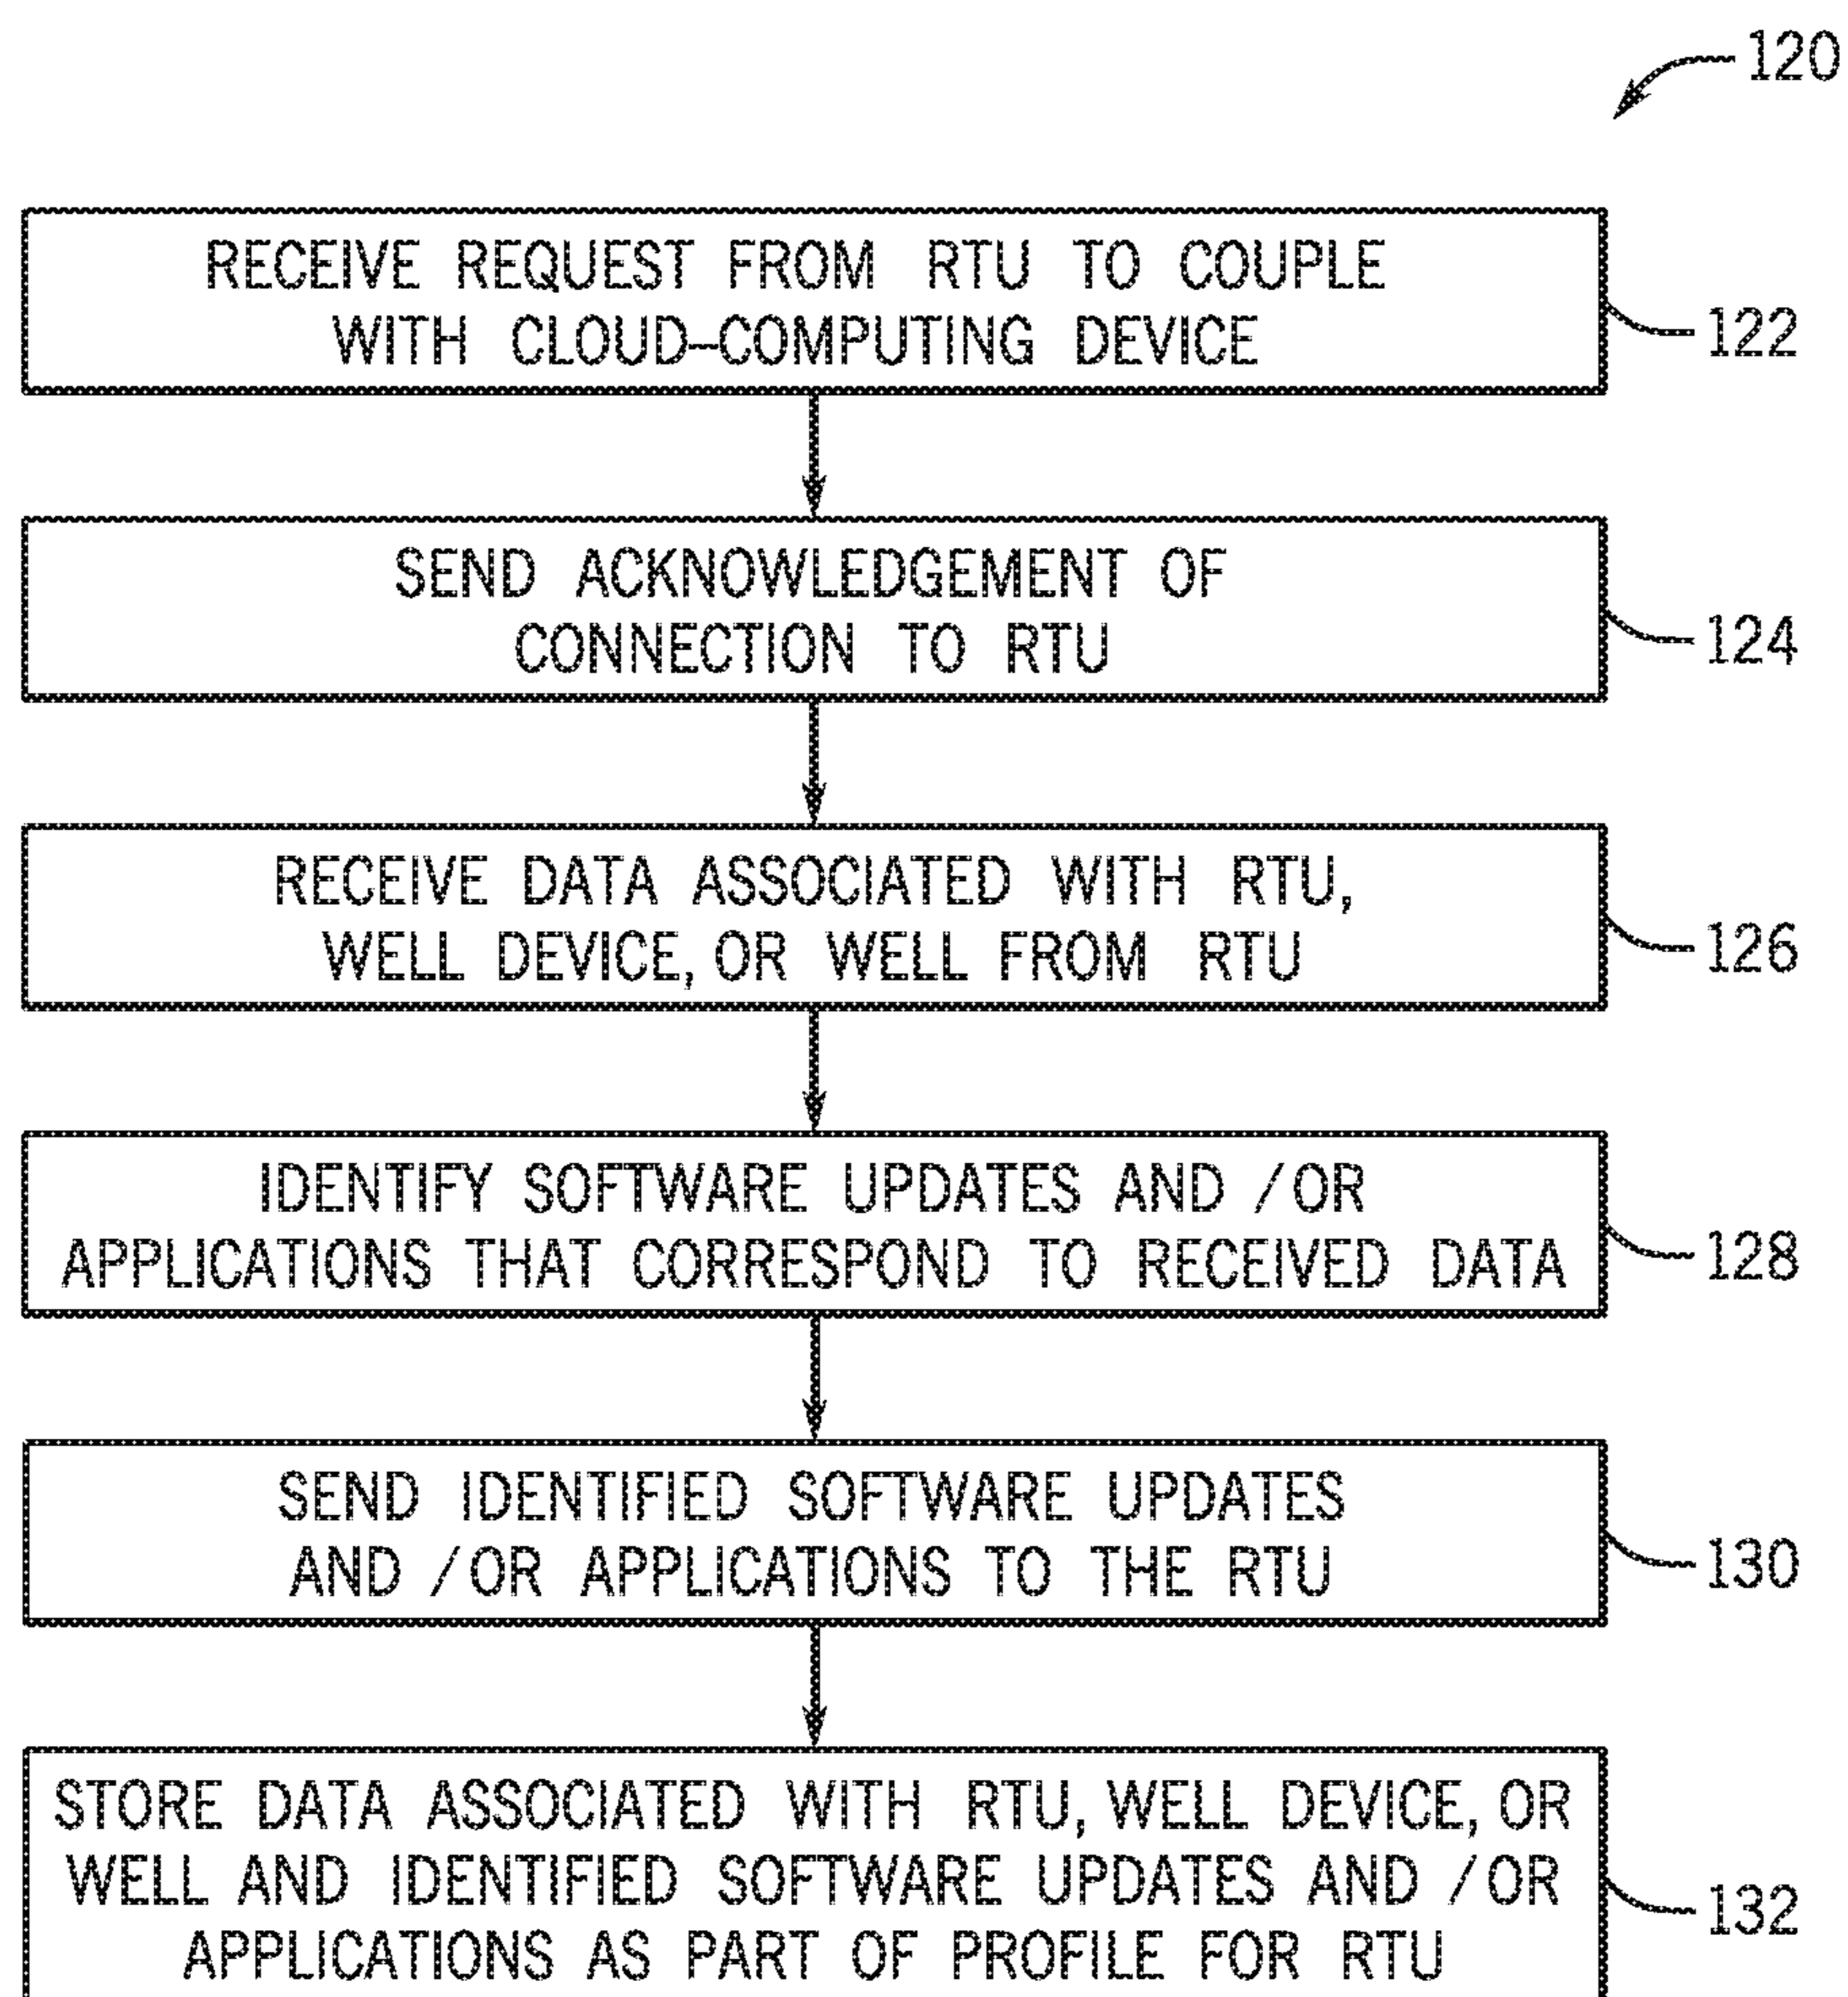 120
RECEIVE REQUEST FROM RTU TO COUPLE
WITH CLOUD-COMPUTING DEVICE
122
SEND ACKNOWLEDGEMENT OF
CONNECTION TO RTU
124
RECEIVE DATA ASSOCIATED WITH RTU,
WELL DEVICE, OR WELL FROM RTU
126
IDENTIFY SOFTWARE UPDATES AND /OR
APPLICATIONS THAT CORRESPOND TO RECEIVED DATA
128
SEND IDENTIFIED SOFTWARE UPDATES
AND /OR APPLICATIONS TO THE RTU
130
STORE DATA ASSOCIATED WITH RTU, WELL DEVICE, OR
WELL AND IDENTIFIED SOFTWARE UPDATES AND /OR
APPLICATIONS AS PART OF PROFILE FOR RTU
132